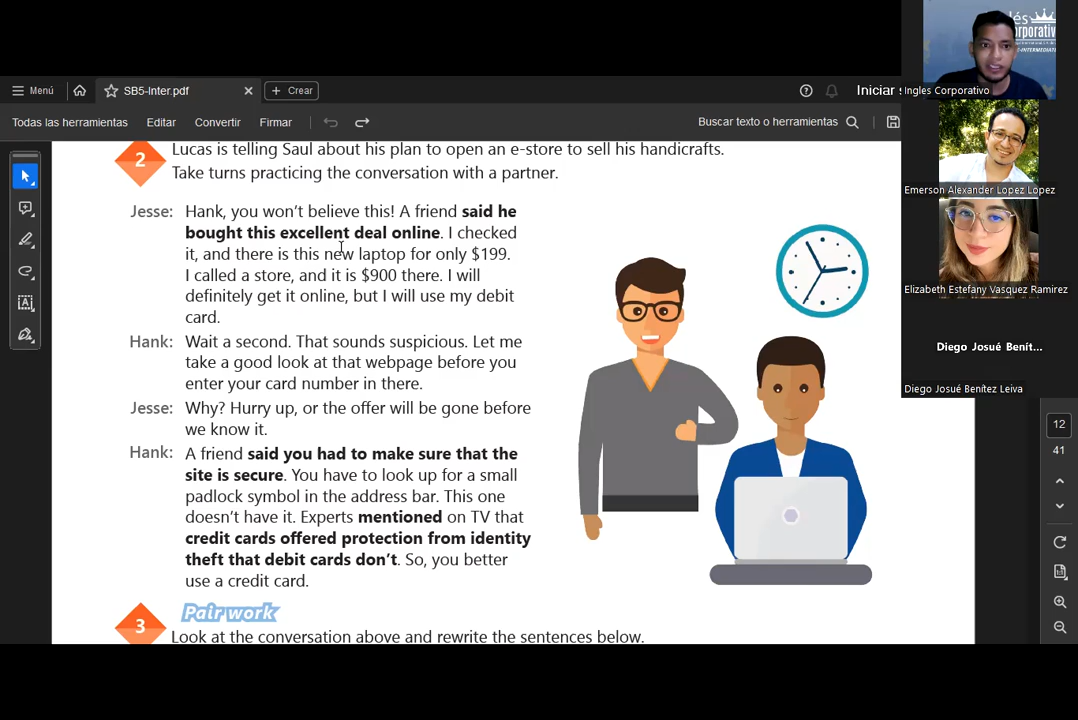 Menú
SB5-Inter.pdf
Crear
Iniciar s
Todas las herramientas
Editar
Convertir
Firmar
Buscar texto o herramientas
2
Lucas is telling Saul about his plan to open an e-store to sell his handicrafts.
Take turns practicing the conversation with a partner.
Jesse: Hank, you won't believe this! A friend said he
bought this excellent deal online. I checked
it, and there is this new laptop for only $199.
I called a store, and it is $900 there. I will
definitely get it online, but I will use my debit
card.
Hank: Wait a second. That sounds suspicious. Let me
take a good look at that webpage before you
enter your card number in there.
Jesse: Why? Hurry up, or the offer will be gone before
we know it.
Hank: A friend said you had to make sure that the
site is secure. You have to look up for a small
padlock symbol in the address bar. This one
doesn't have it. Experts mentioned on TV that
credit cards offered protection from identity
theft that debit cards don't. So, you better
use a credit card.
3
Pair work
Look at the conversation above and rewrite the sentences below.
12
41
Ingles Corporativo
Emerson Alexander Lopez Lopez
Elizabeth Estefany Vasquez Ramirez
Diego Josué Benít...
Diego Josué Benítez Leiva